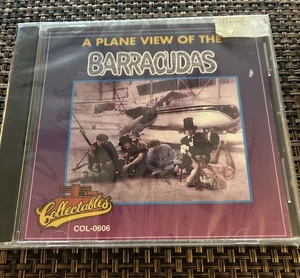 A PLANE VIEW OF THE
BARRACUDAS
Collectables
COL-0606